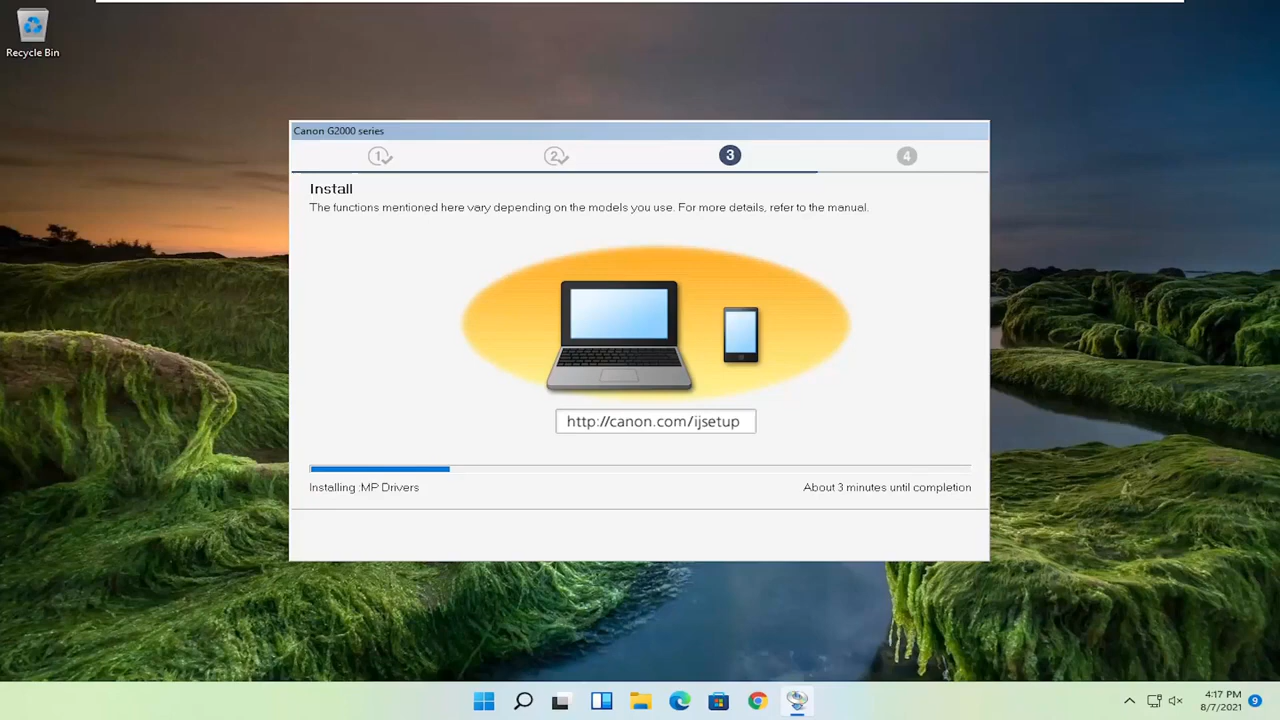 Recycle Bin
Canon G2000 series
1
2
3
4
Install
The functions mentioned here vary depending on the models you use. For more details, refer to the manual.
http://canon.com/ijsetup
Installing :MP Drivers
About 3 minutes until completion
4:17 PM
8/7/2021
9